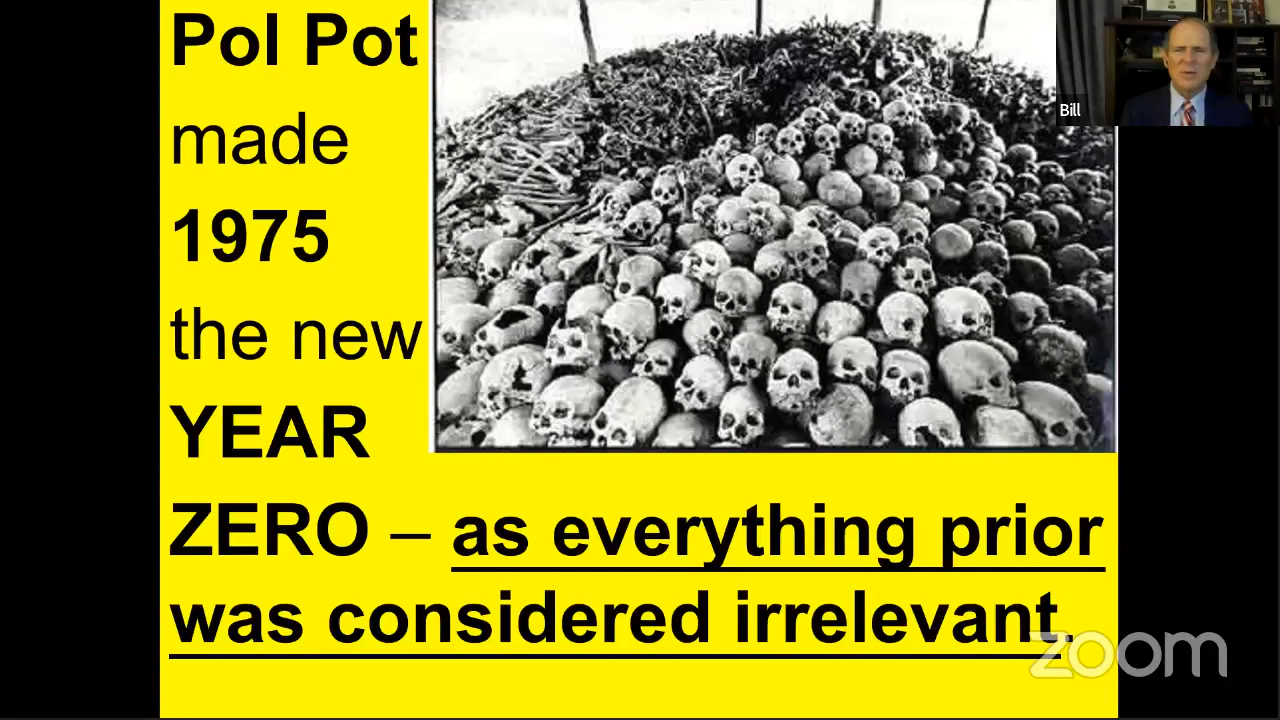 Pol Pot
made
1975
the new
YEAR
ZERO – as everything prior
was considered irrelevant.
Bill
zoom